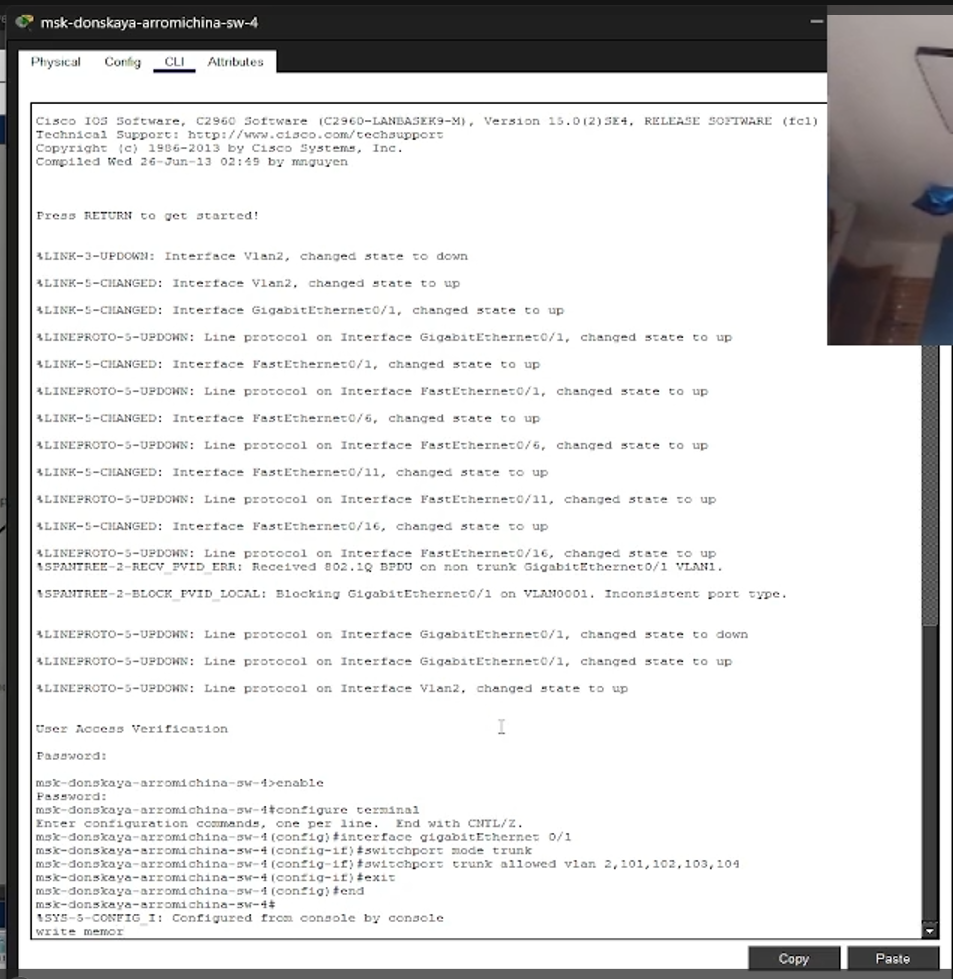 msk-donskaya-arromichina-sw-4
Physical Config CLI Attributes
Cisco IOS Software, C2960 Software (C2960-LANBASEK9-M), Version 15.0(2)SE4, RELEASE SOFTWARE (fc1)
Technical Support: http://www.cisco.com/techsupport
Copyright (c) 1986-2013 by Cisco Systems, Inc.
Compiled Wed 26-Jun-13 02:49 by mnguyen
Press RETURN to get started!
%LINK-3-UPDOWN: Interface Vlan2, changed state to down
%LINK-5-CHANGED: Interface Vlan2, changed state to up
%LINK-5-CHANGED: Interface GigabitEthernet0/1, changed state to up
%LINEPROTO-5-UPDOWN: Line protocol on Interface GigabitEthernet0/1, changed state to up
%LINK-5-CHANGED: Interface FastEthernet0/1, changed state to up
%LINEPROTO-5-UPDOWN: Line protocol on Interface FastEthernet0/1, changed state to up
%LINK-5-CHANGED: Interface FastEthernet0/6, changed state to up
%LINEPROTO-5-UPDOWN: Line protocol on Interface FastEthernet0/6, changed state to up
%LINK-5-CHANGED: Interface FastEthernet0/11, changed state to up
%LINEPROTO-5-UPDOWN: Line protocol on Interface FastEthernet0/11, changed state to up
%LINK-5-CHANGED: Interface FastEthernet0/16, changed state to up
%LINEPROTO-5-UPDOWN: Line protocol on Interface FastEthernet0/16, changed state to up
%SPANTREE-2-RECV_PVID_ERR: Received 802.1Q BPDU on non trunk GigabitEthernet0/1 VLAN1.
%SPANTREE-2-BLOCK_PVID_LOCAL: Blocking GigabitEthernet0/1 on VLAN0001. Inconsistent port type.
%LINEPROTO-5-UPDOWN: Line protocol on Interface GigabitEthernet0/1, changed state to down
%LINEPROTO-5-UPDOWN: Line protocol on Interface GigabitEthernet0/1, changed state to up
%LINEPROTO-5-UPDOWN: Line protocol on Interface Vlan2, changed state to up
User Access Verification
Password:
msk-donskaya-arromichina-sw-4>enable
Password:
msk-donskaya-arromichina-sw-4#configure terminal
Enter configuration commands, one per line. End with CNTL/Z.
msk-donskaya-arromichina-sw-4(config)#interface gigabitEthernet 0/1
msk-donskaya-arromichina-sw-4(config-if)#switchport mode trunk
msk-donskaya-arromichina-sw-4(config-if)#switchport trunk allowed vlan 2,101,102,103,104
msk-donskaya-arromichina-sw-4(config-if)#exit
msk-donskaya-arromichina-sw-4(config)#end
msk-donskaya-arromichina-sw-4#
%SYS-5-CONFIG_I: Configured from console by console
write memor
Copy Paste